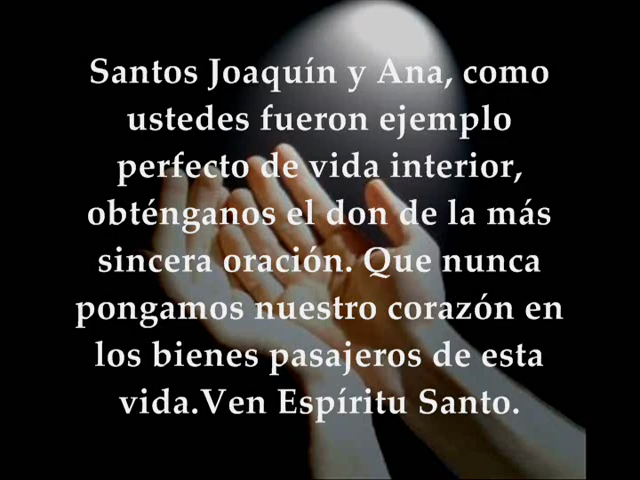 Santos Joaquín y Ana, como
ustedes fueron ejemplo
perfecto de vida interior,
obténganos el don de la más
sincera oración. Que nunca
pongamos nuestro corazón en
los bienes pasajeros de esta
vida.Ven Espíritu Santo.